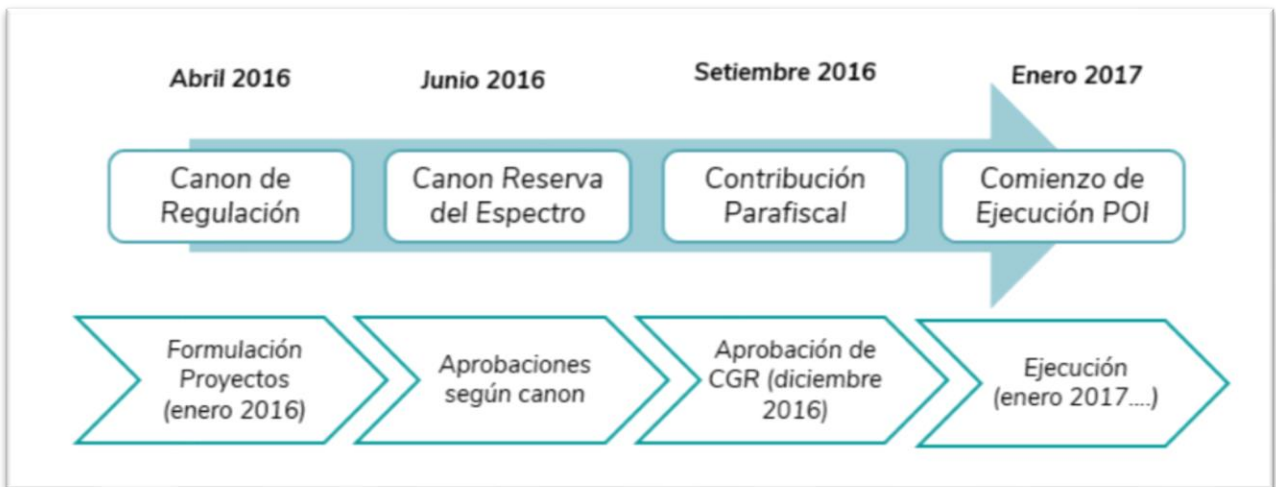 Abril 2016
Junio 2016
Setiembre 2016
Enero 2017
Canon de
Regulación
Canon Reserva
del Espectro
Contribución
Parafiscal
Comienzo de
Ejecución POI
Formulación
Proyectos
(enero 2016)
Aprobaciones
según canon
Aprobación de
CGR (diciembre
2016)
Ejecución
(enero 2017....)